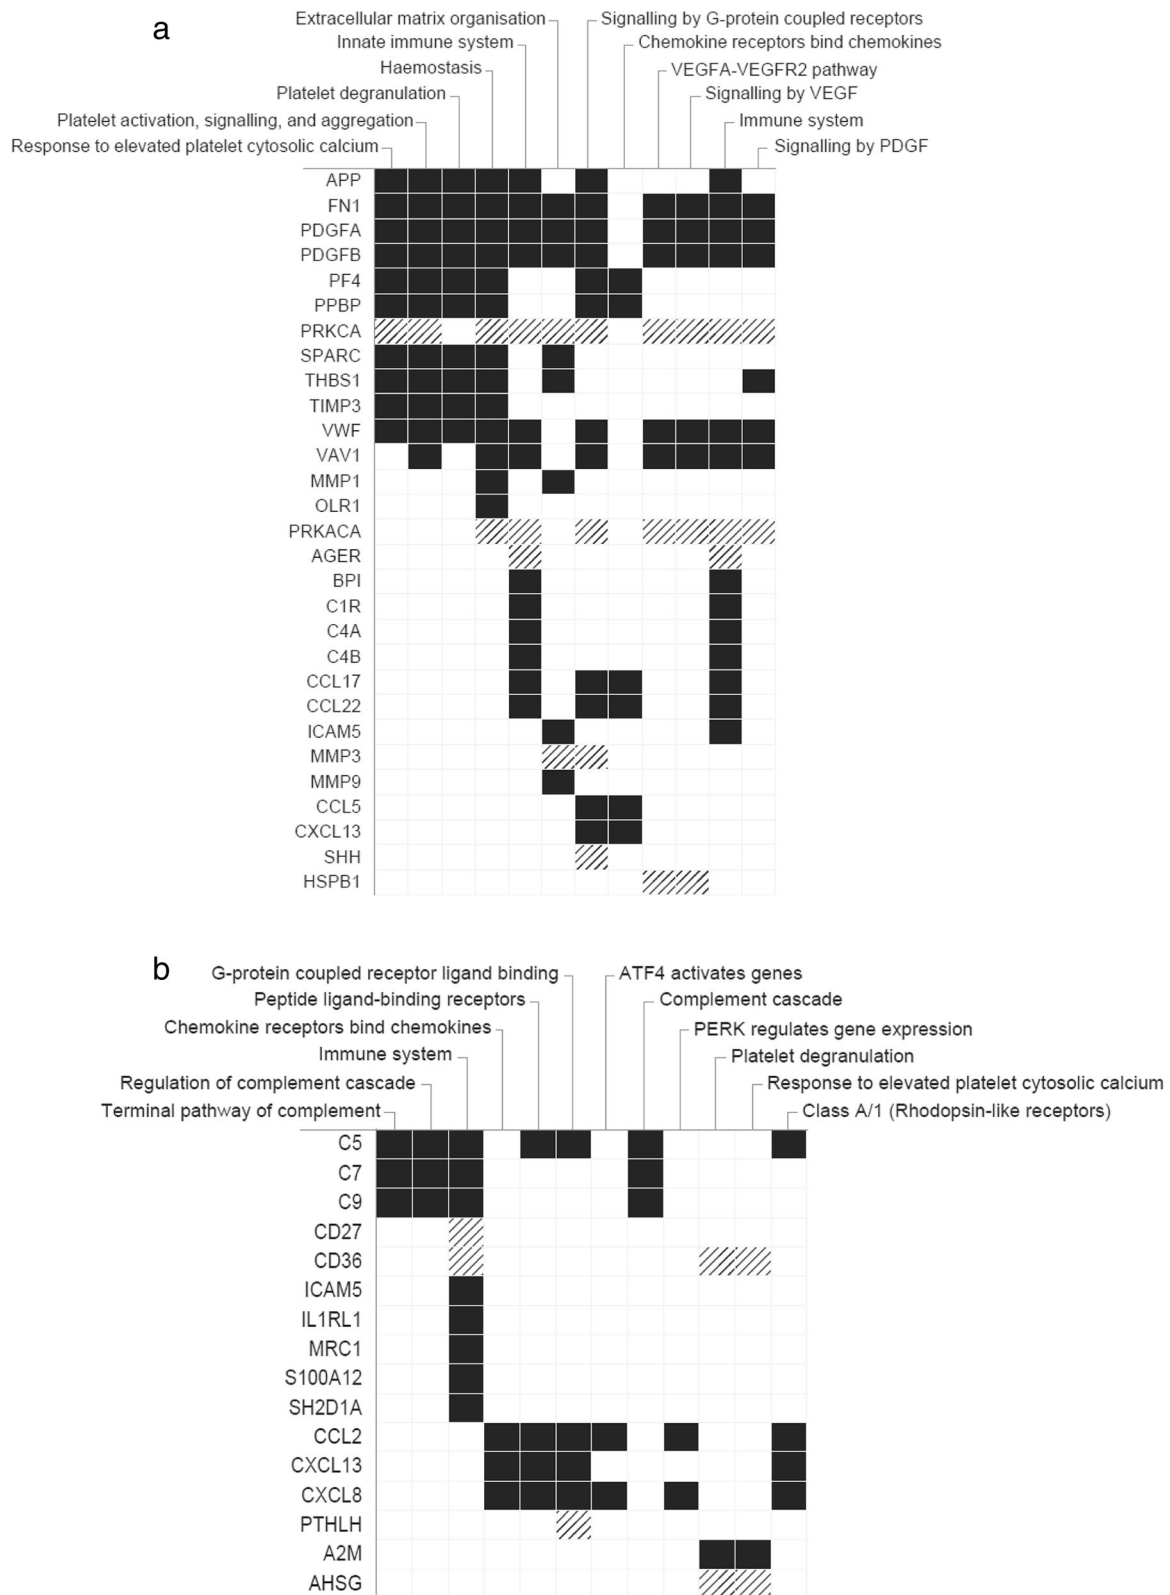 a
Extracellular matrix organisation
Signalling by G-protein coupled receptors
Innate immune system
Chemokine receptors bind chemokines
Haemostasis
VEGFA-VEGFR2 pathway
Platelet degranulation
Signalling by VEGF
Platelet activation, signalling, and aggregation
Immune system
Response to elevated platelet cytosolic calcium
Signalling by PDGF
APP
FN1
PDGFA
PDGFB
PF4
PPBP
PRKCA
SPARC
THBS1
TIMP3
VWF
VAV1
MMP1
OLR1
PRKACA
AGER
BPI
C1R
C4A
C4B
CCL17
CCL22
ICAM5
MMP3
MMP9
CCL5
CXCL13
SHH
HSPB1
b
G-protein coupled receptor ligand binding
ATF4 activates genes
Peptide ligand-binding receptors
Complement cascade
Chemokine receptors bind chemokines
PERK regulates gene expression
Immune system
Platelet degranulation
Regulation of complement cascade
Response to elevated platelet cytosolic calcium
Terminal pathway of complement
Class A/1 (Rhodopsin-like receptors)
C5
C7
C9
CD27
CD36
ICAM5
IL1RL1
MRC1
S100A12
SH2D1A
CCL2
CXCL13
CXCL8
PTHLH
A2M
AHSG